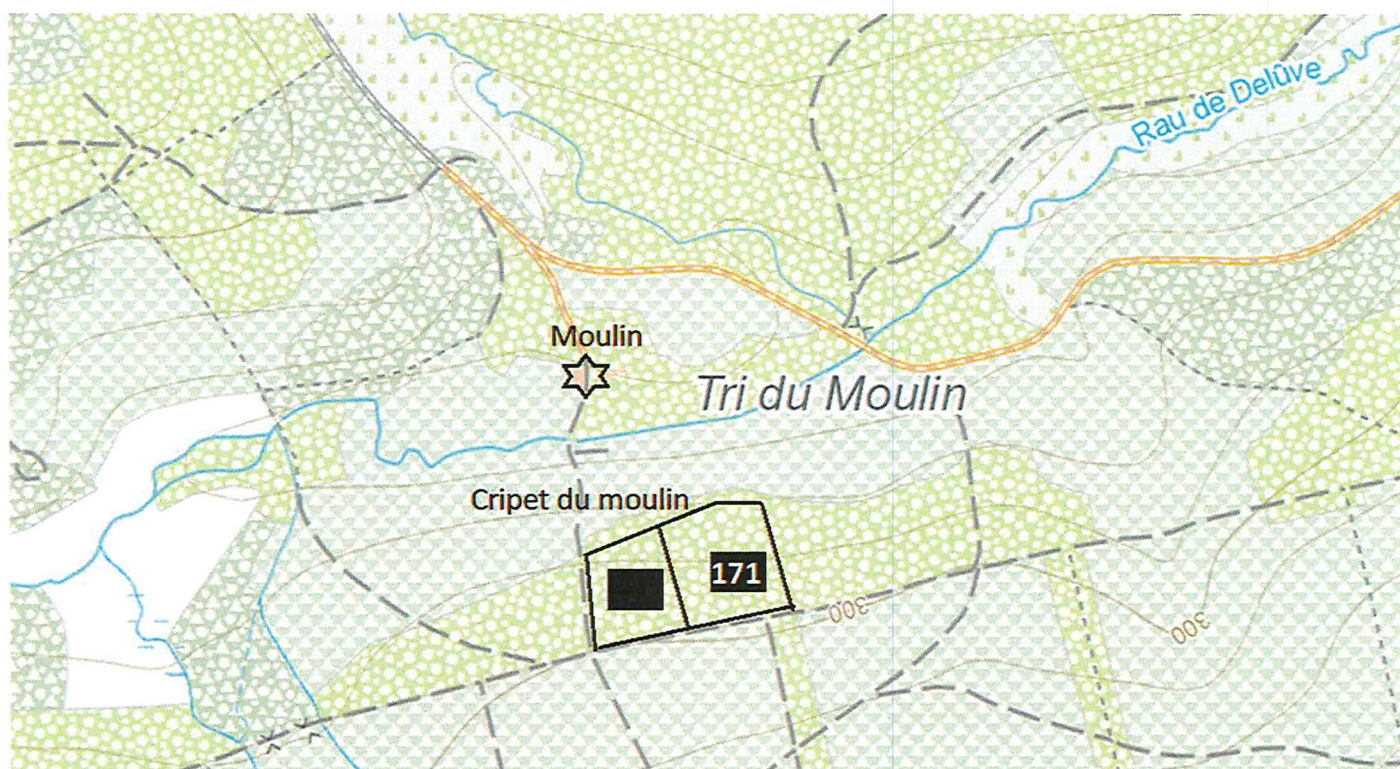 Rau de Delûve
Moulin
Tri du Moulin
Cripet du moulin
171
300
300